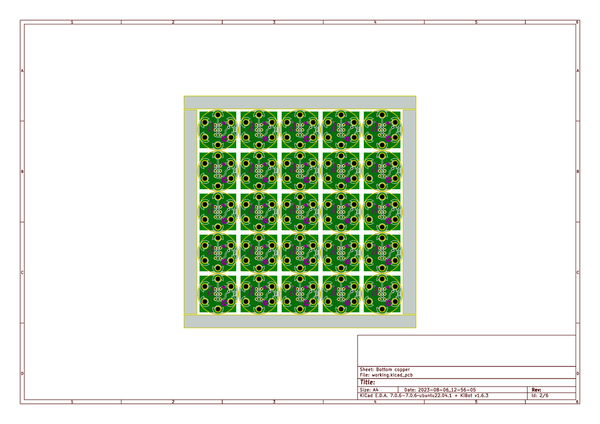 1 2 3 4 5 6
A A
B B
C C
D D
Sheet: Bottom copper
File: working.kicad_pcb
Title:
Size: A4 Date: 2023-08-06_12-56-05 Rev:
KiCad E.D.A. 7.0.6-7.0.6~ubuntu22.04.1 + KiBot v1.6.3 Id: 2/6
1 2 3 4 5 6